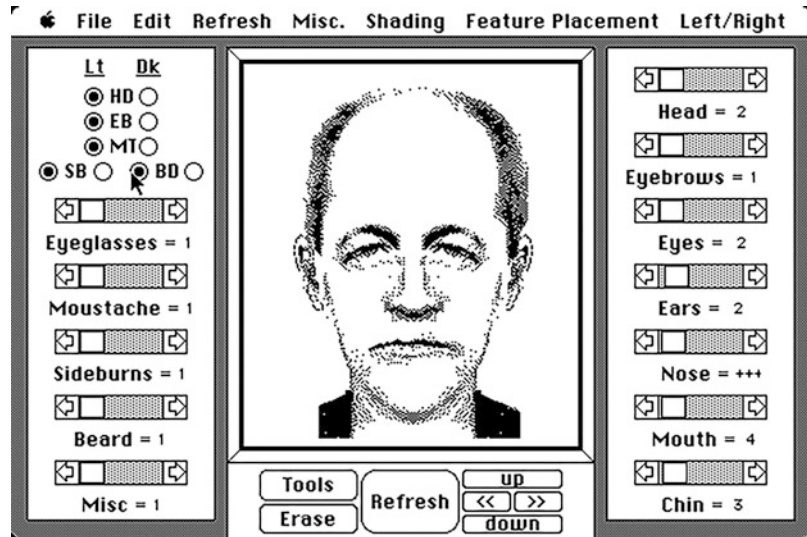 File Edit Refresh Misc. Shading Feature Placement Left/Right
Lt Dk
HD
EB
MT
SB BD
Eyeglasses = 1
Moustache = 1
Sideburns = 1
Beard = 1
Misc = 1
Tools
Erase
Refresh
up
<< >>
down
Head = 2
Eyebrows = 1
Eyes = 2
Ears = 2
Nose = +++
Mouth = 4
Chin = 3